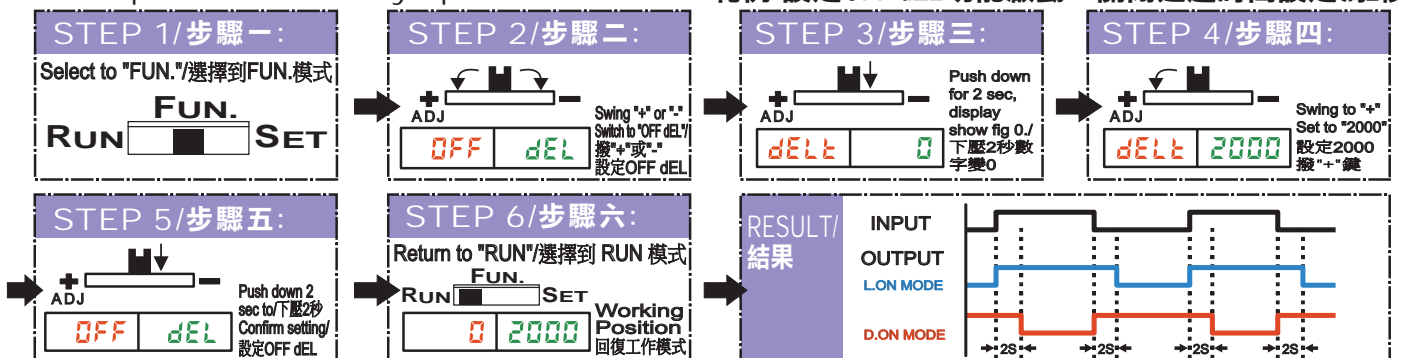 STEP 1/步驟一:
Select to "FUN."/選擇到FUN.模式
FUN.
RUN SET
STEP 2/步驟二:
+ −
ADJ
OFF dEL
Swing "+" or "-"
Switch to "OFF dEL"/
撥"+"或"-"
設定OFF dEL
STEP 3/步驟三:
+ −
ADJ
dELt 0
Push down
for 2 sec,
display
show fig 0./
下壓2秒數
字變0
STEP 4/步驟四:
+ −
ADJ
dELt 2000
Swing to "+"
Set to "2000"
設定2000
撥"+"鍵
STEP 5/步驟五:
+ −
ADJ
OFF dEL
Push down 2
sec to/下壓2秒
Confirm setting/
設定OFF dEL
STEP 6/步驟六:
Return to "RUN"/選擇到 RUN 模式
FUN.
RUN SET
0 2000
Working
Position
回復工作模式
RESULT/
結果
INPUT
OUTPUT
L.ON MODE
D.ON MODE
2S 2S 2S 2S